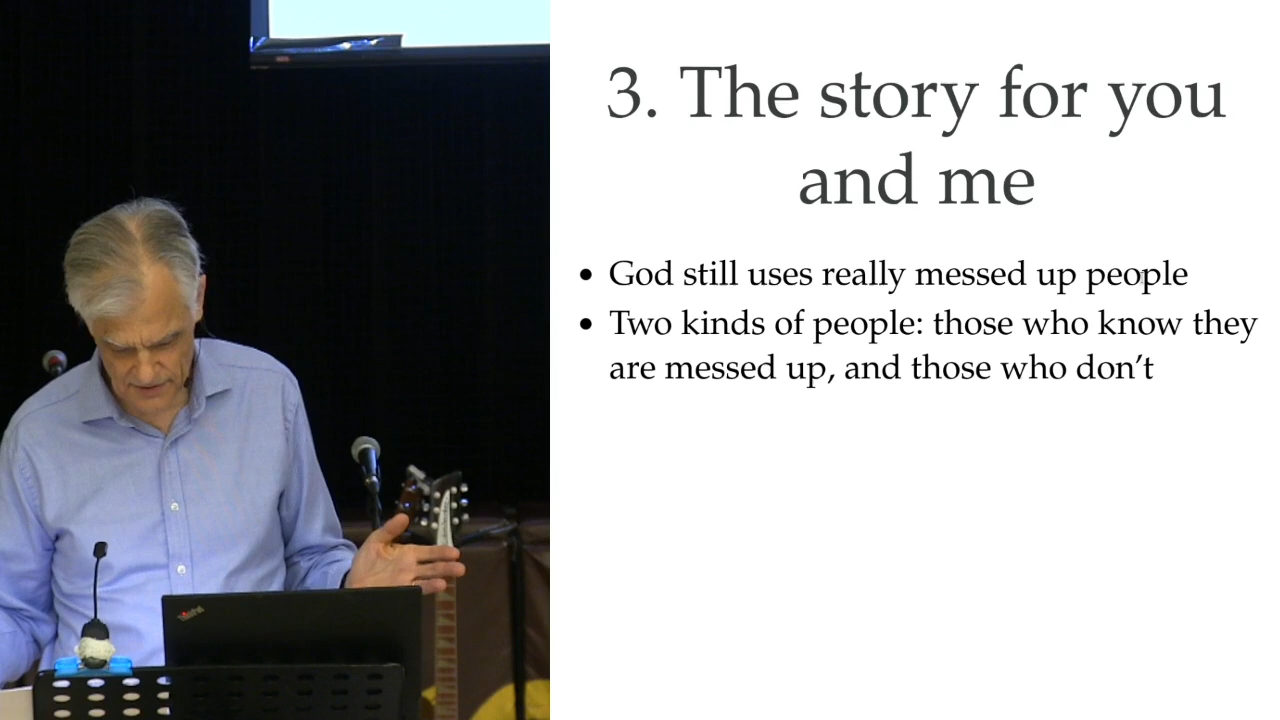 3. The story for you
and me
• God still uses really messed up people
• Two kinds of people: those who know they
are messed up, and those who don’t
ThinkPad